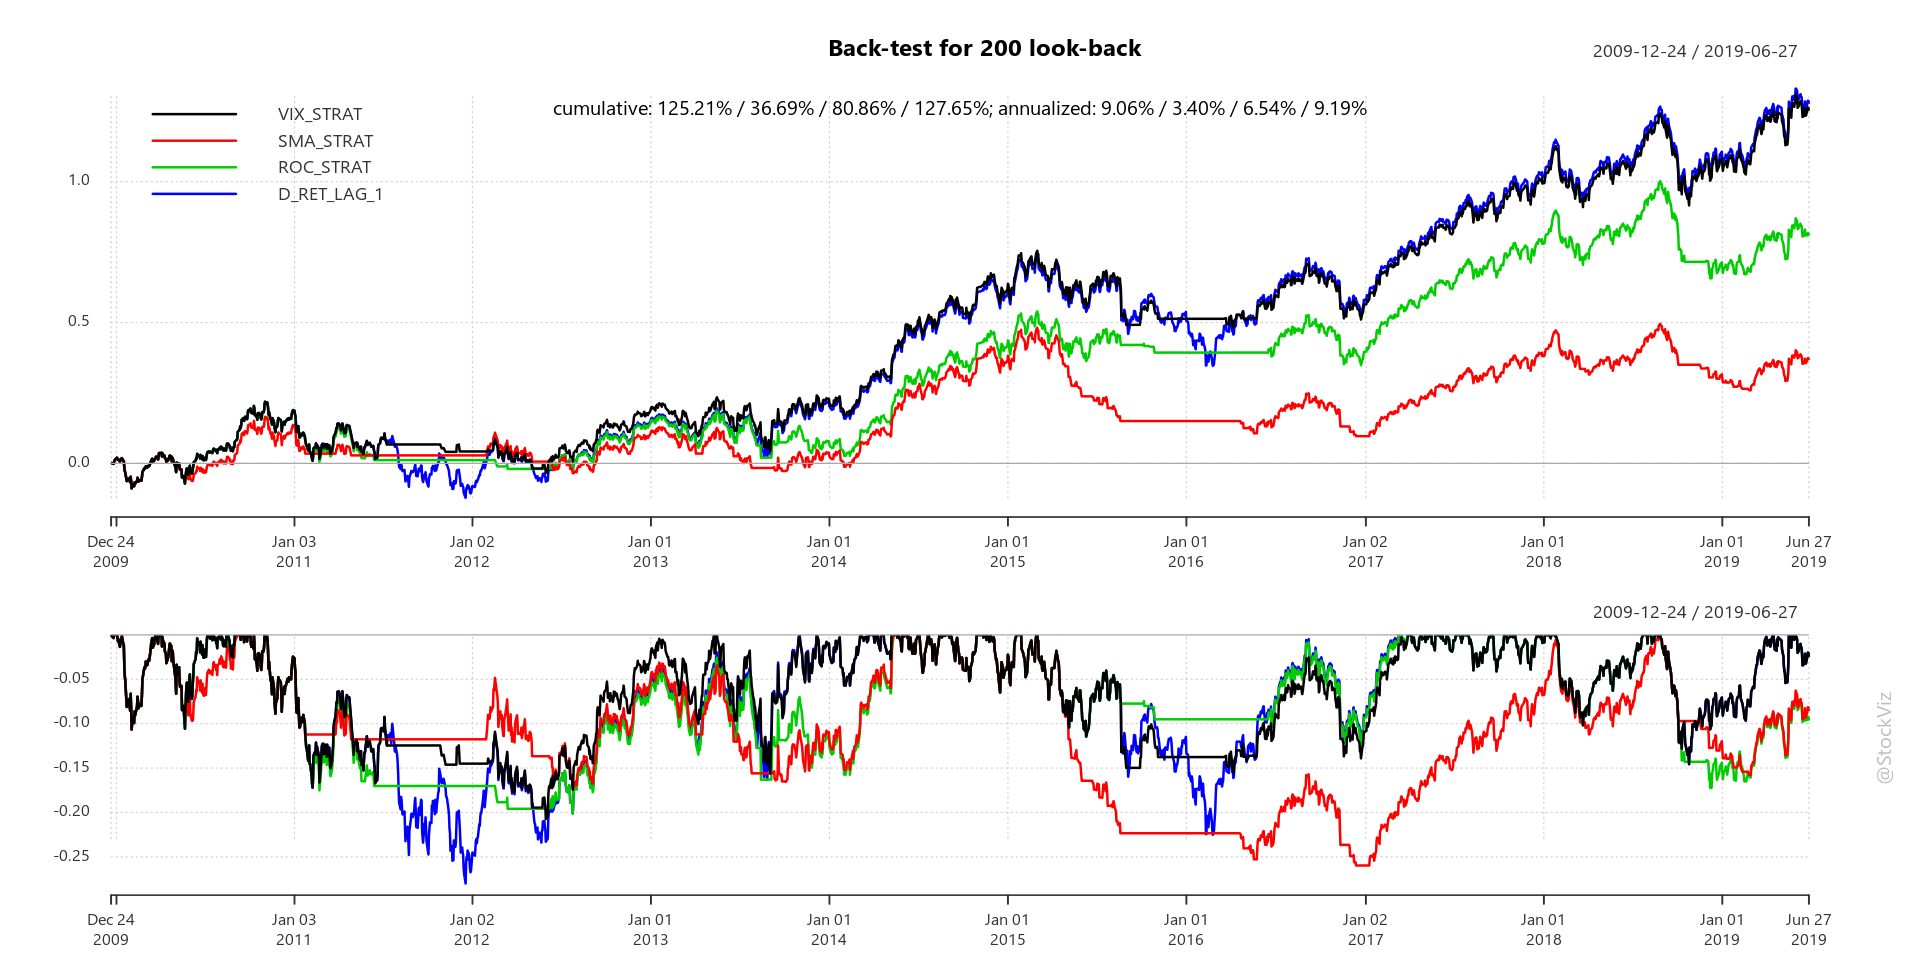 Back-test for 200 look-back
2009-12-24 / 2019-06-27
cumulative: 125.21% / 36.69% / 80.86% / 127.65%; annualized: 9.06% / 3.40% / 6.54% / 9.19%
VIX_STRAT
SMA_STRAT
ROC_STRAT
D_RET_LAG_1
1.0
0.5
0.0
Dec 24 Jan 03 Jan 02 Jan 01 Jan 01 Jan 01 Jan 01 Jan 02 Jan 01 Jan 01 Jun 27
2009 2011 2012 2013 2014 2015 2016 2017 2018 2019 2019
2009-12-24 / 2019-06-27
-0.05
-0.10
-0.15
-0.20
-0.25
Dec 24 Jan 03 Jan 02 Jan 01 Jan 01 Jan 01 Jan 01 Jan 02 Jan 01 Jan 01 Jun 27
2009 2011 2012 2013 2014 2015 2016 2017 2018 2019 2019
@StockViz